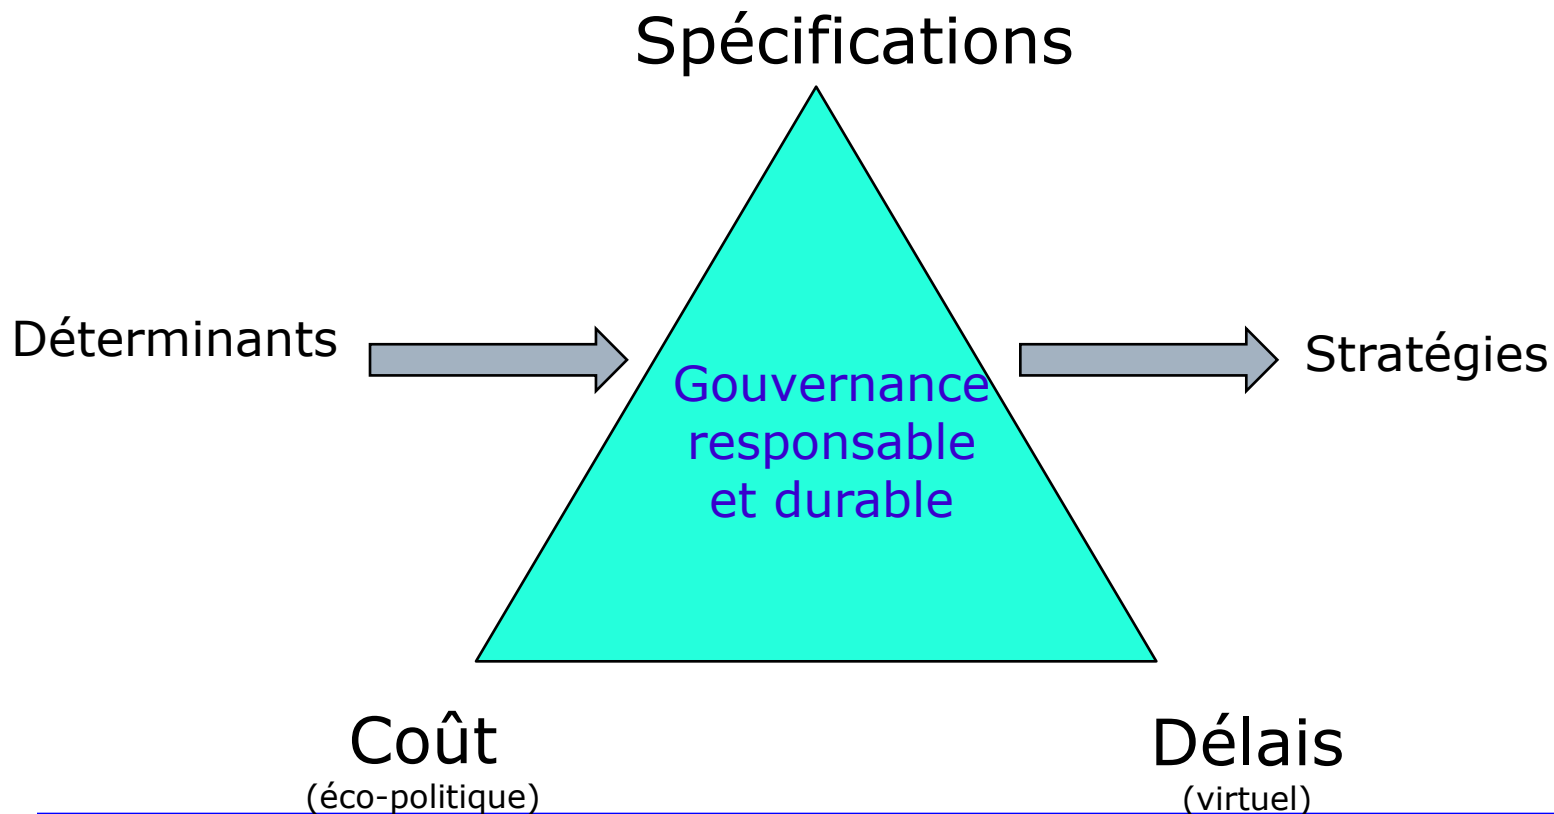 Spécifications
Déterminants
Stratégies
Gouvernance
responsable
et durable
Coût
(éco-politique)
Délais
(virtuel)